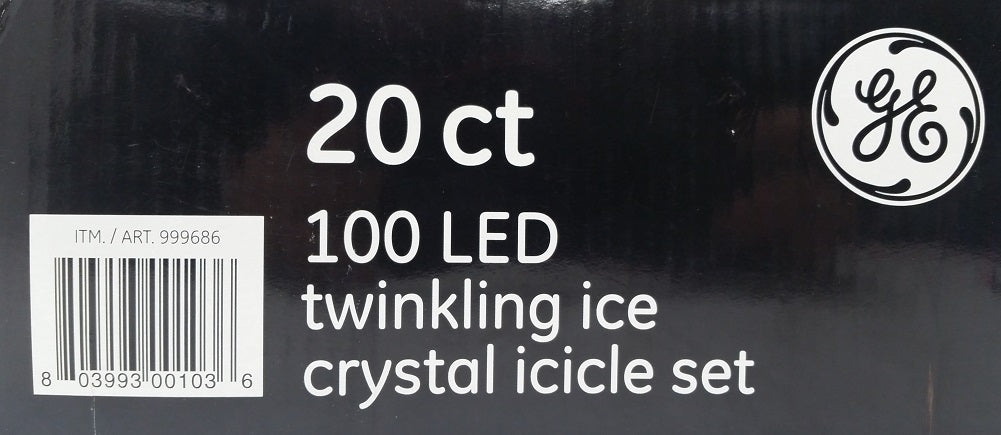 20 ct
GE
100 LED
twinkling ice
crystal icicle set
ITM. / ART. 999686
8 03993 00103 6